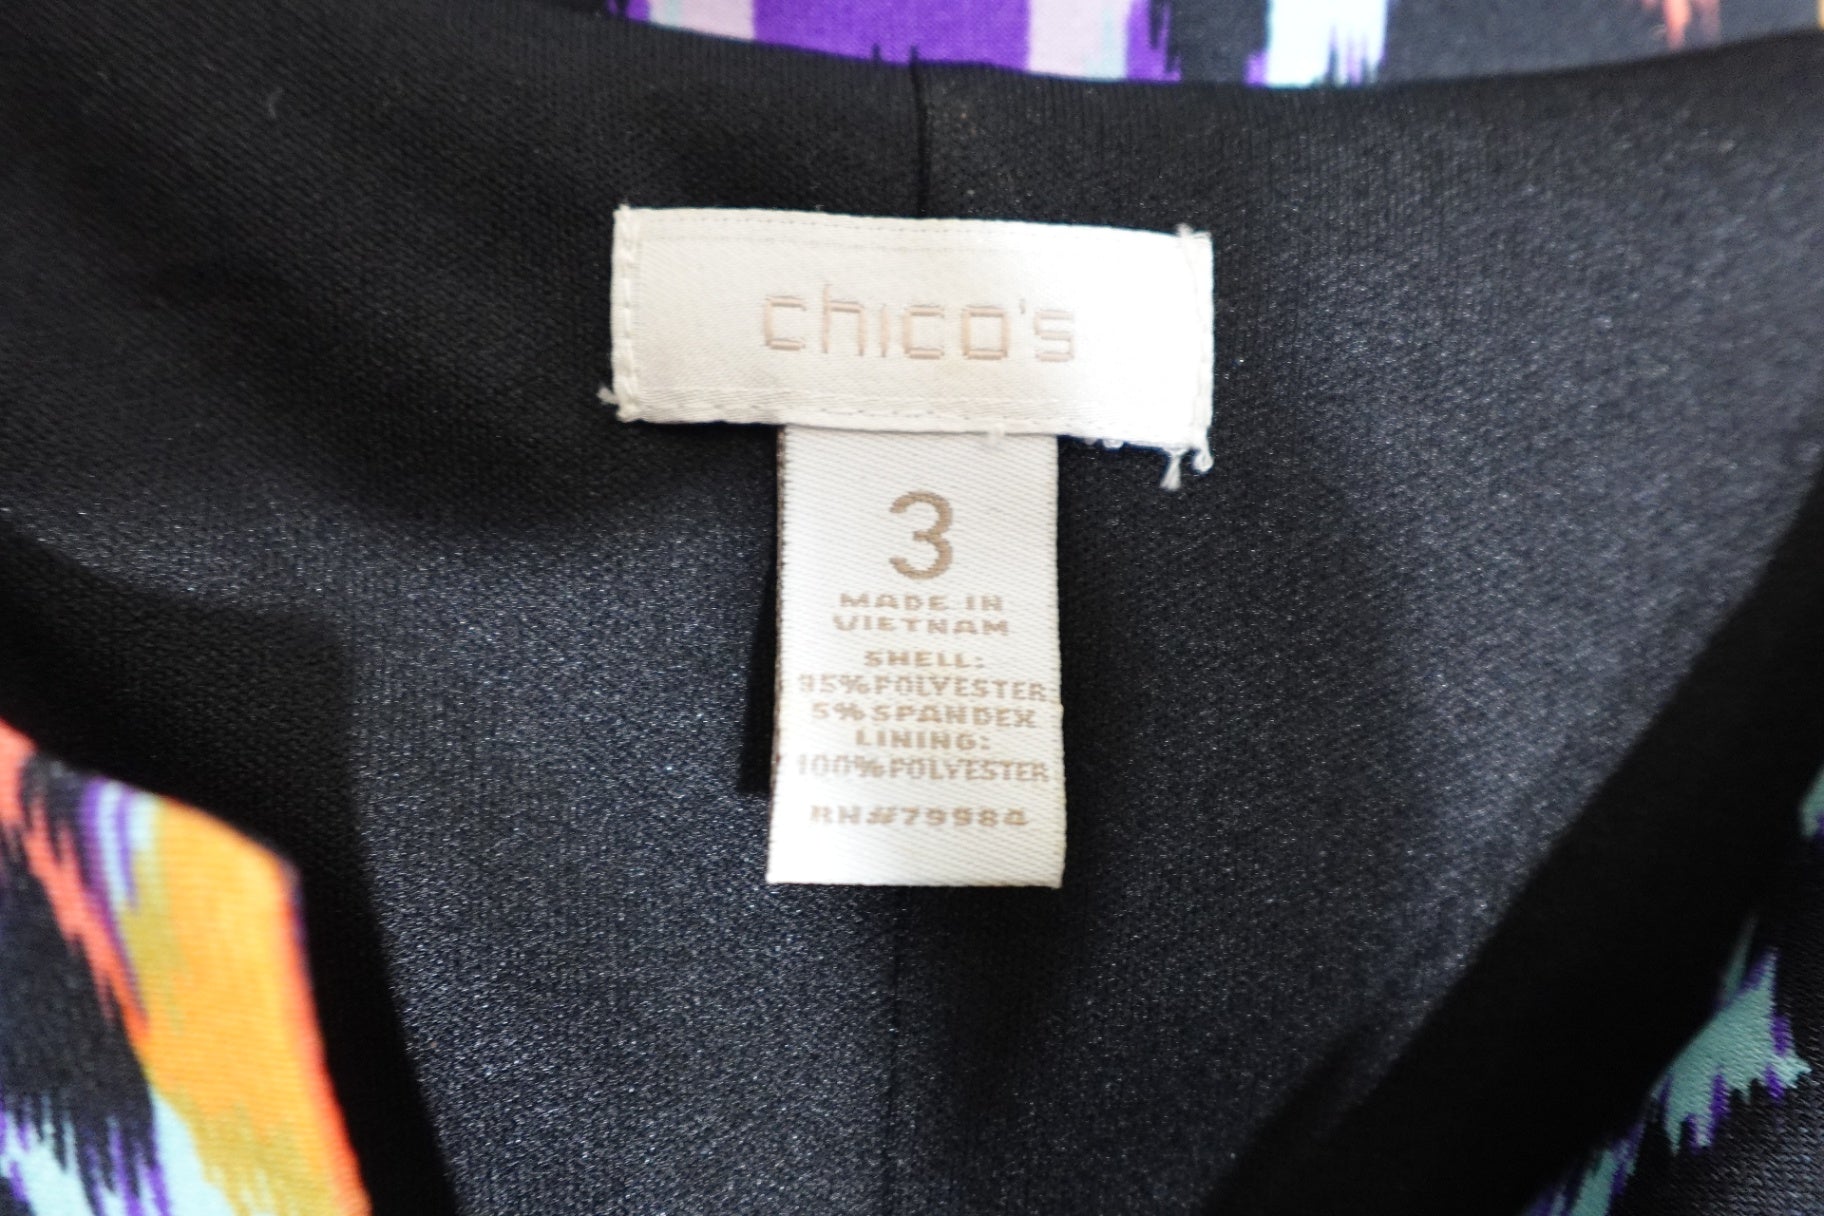 chico's
3
MADE IN
VIETNAM
SHELL:
95%POLYESTER
5%SPANDEX
LINING:
100%POLYESTER
RN#79984